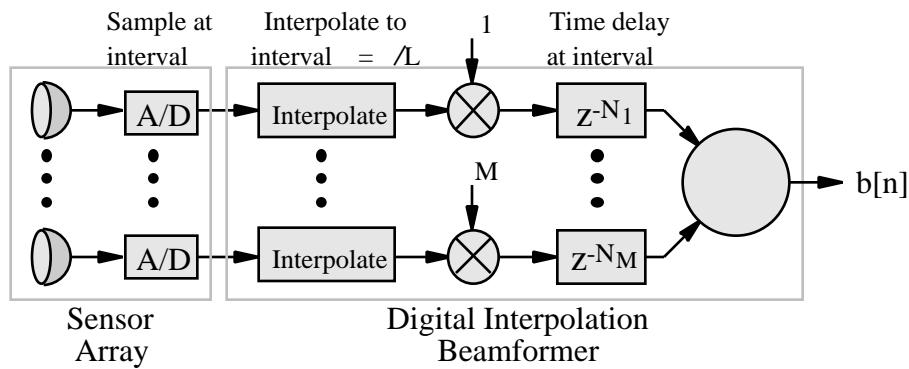 Sample at
interval
Interpolate to
interval = /L
1
Time delay
at interval
A/D
Interpolate
z-N1
b[n]
M
A/D
Interpolate
z-NM
Sensor
Array
Digital Interpolation
Beamformer